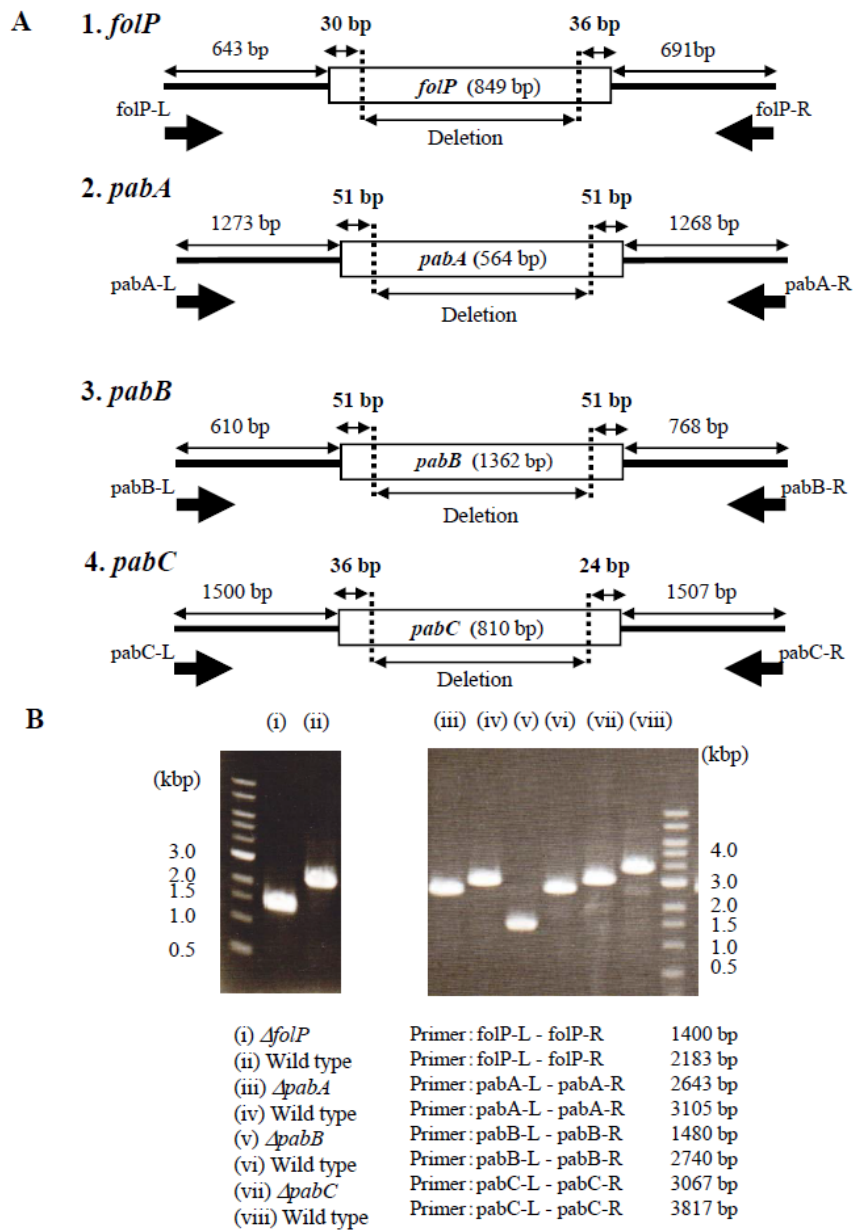 A
1. folP
30 bp
36 bp
643 bp
691bp
folP (849 bp)
folP-L
folP-R
Deletion
2. pabA
51 bp
51 bp
1273 bp
1268 bp
pabA (564 bp)
pabA-L
pabA-R
Deletion
3. pabB
51 bp
51 bp
610 bp
768 bp
pabB (1362 bp)
pabB-L
pabB-R
Deletion
4. pabC
36 bp
24 bp
1500 bp
1507 bp
pabC (810 bp)
pabC-L
pabC-R
Deletion
B
(i) (ii)
(iii) (iv) (v) (vi) (vii) (viii)
(kbp)
3.0
2.0
1.5
1.0
0.5
(kbp)
4.0
3.0
2.0
1.5
1.0
0.5
(i) ΔfolP Primer : folP-L - folP-R 1400 bp
(ii) Wild type Primer : folP-L - folP-R 2183 bp
(iii) ΔpabA Primer : pabA-L - pabA-R 2643 bp
(iv) Wild type Primer : pabA-L - pabA-R 3105 bp
(v) ΔpabB Primer : pabB-L - pabB-R 1480 bp
(vi) Wild type Primer : pabB-L - pabB-R 2740 bp
(vii) ΔpabC Primer : pabC-L - pabC-R 3067 bp
(viii) Wild type Primer : pabC-L - pabC-R 3817 bp